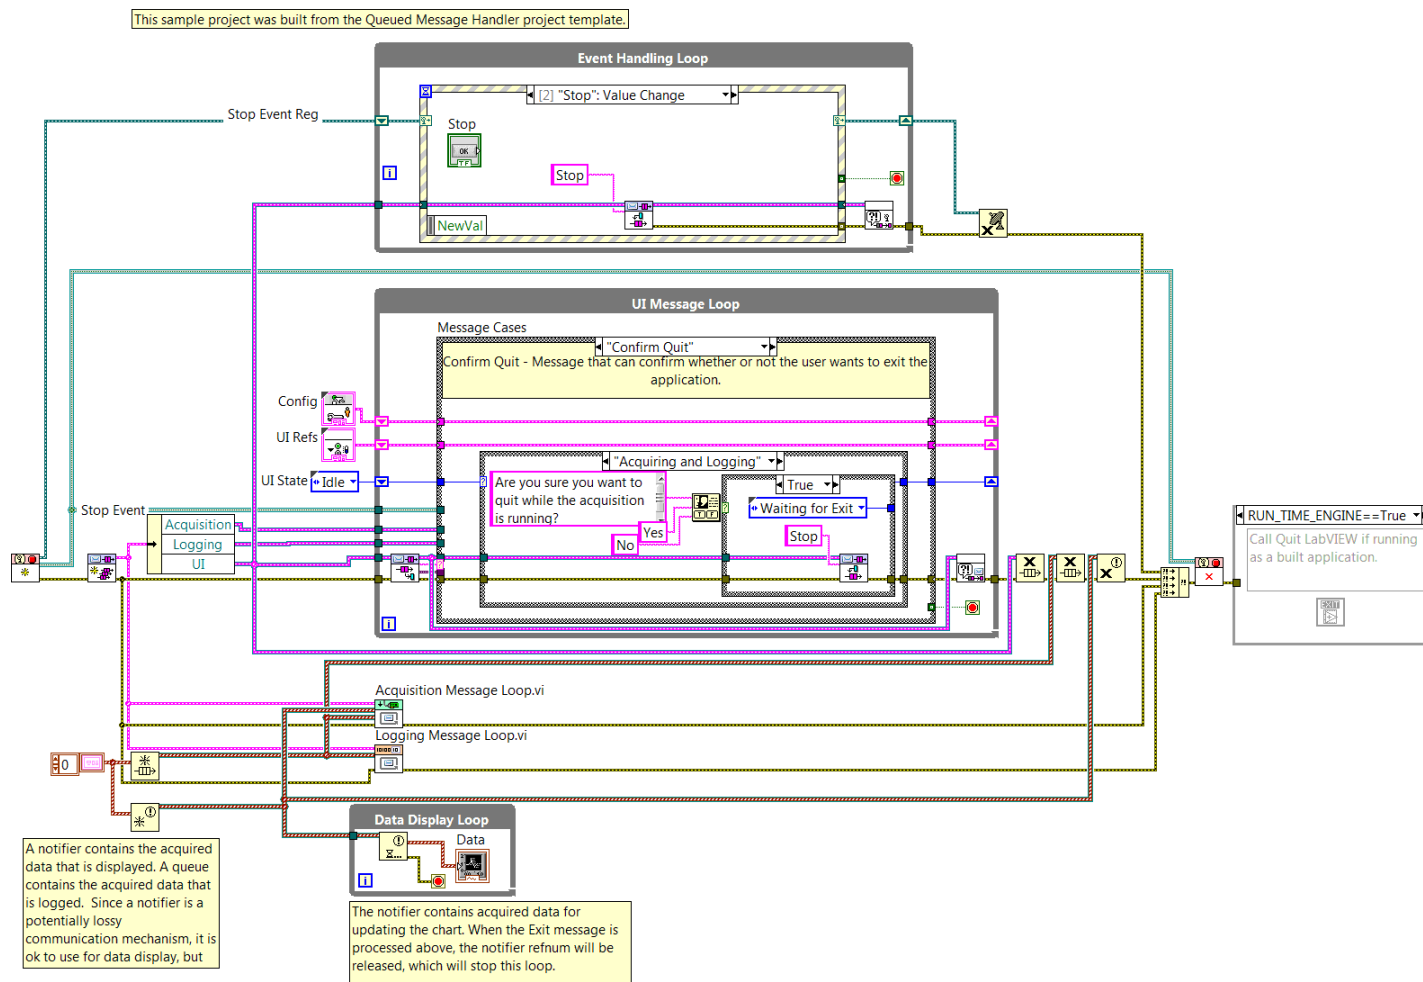 This sample project was built from the Queued Message Handler project template.
Event Handling Loop
[2] "Stop": Value Change
Stop Event Reg
Stop
OK
TF
i
Stop
NewVal
UI Message Loop
Message Cases
"Confirm Quit"
Confirm Quit - Message that can confirm whether or not the user wants to exit the
application.
Config
UI Refs
"Acquiring and Logging"
UI State
Idle
Are you sure you want to
quit while the acquisition
is running?
True
Waiting for Exit
Stop Event
Yes
No
Stop
Acquisition
Logging
UI
i
RUN_TIME_ENGINE==True
Call Quit LabVIEW if running
as a built application.
EXIT
Acquisition Message Loop.vi
Logging Message Loop.vi
0
Data Display Loop
Data
i
A notifier contains the acquired
data that is displayed. A queue
contains the acquired data that
is logged.  Since a notifier is a
potentially lossy
communication mechanism, it is
ok to use for data display, but
The notifier contains acquired data for
updating the chart. When the Exit message is
processed above, the notifier refnum will be
released, which will stop this loop.